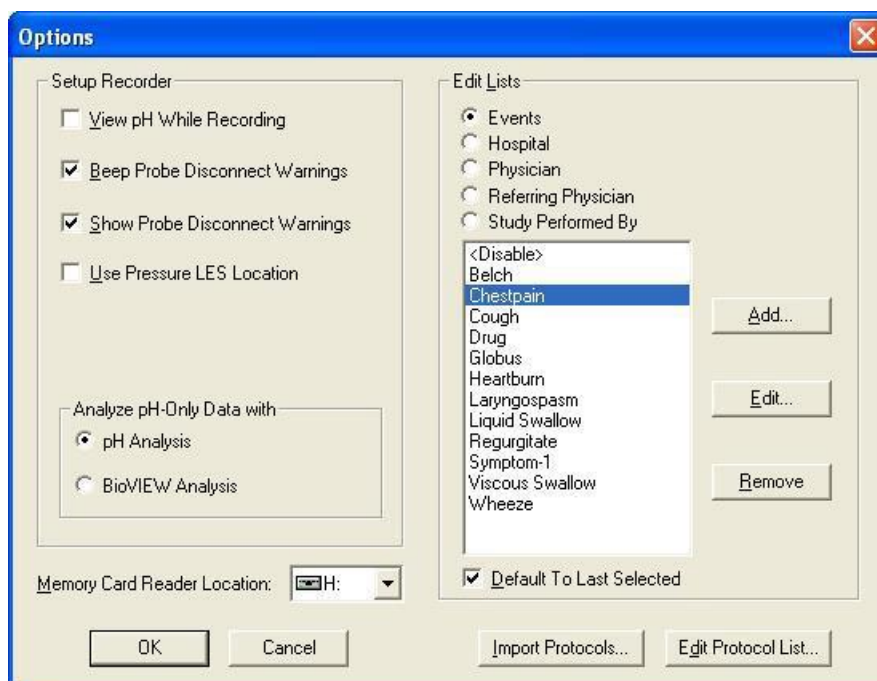 Options
Setup Recorder
View pH While Recording
Beep Probe Disconnect Warnings
Show Probe Disconnect Warnings
Use Pressure LES Location
Analyze pH-Only Data with
pH Analysis
BioVIEW Analysis
Memory Card Reader Location:
H:
OK
Cancel
Edit Lists
Events
Hospital
Physician
Referring Physician
Study Performed By
<Disable>
Belch
Chestpain
Cough
Drug
Globus
Heartburn
Laryngospasm
Liquid Swallow
Regurgitate
Symptom-1
Viscous Swallow
Wheeze
Add...
Edit...
Remove
Default To Last Selected
Import Protocols...
Edit Protocol List...